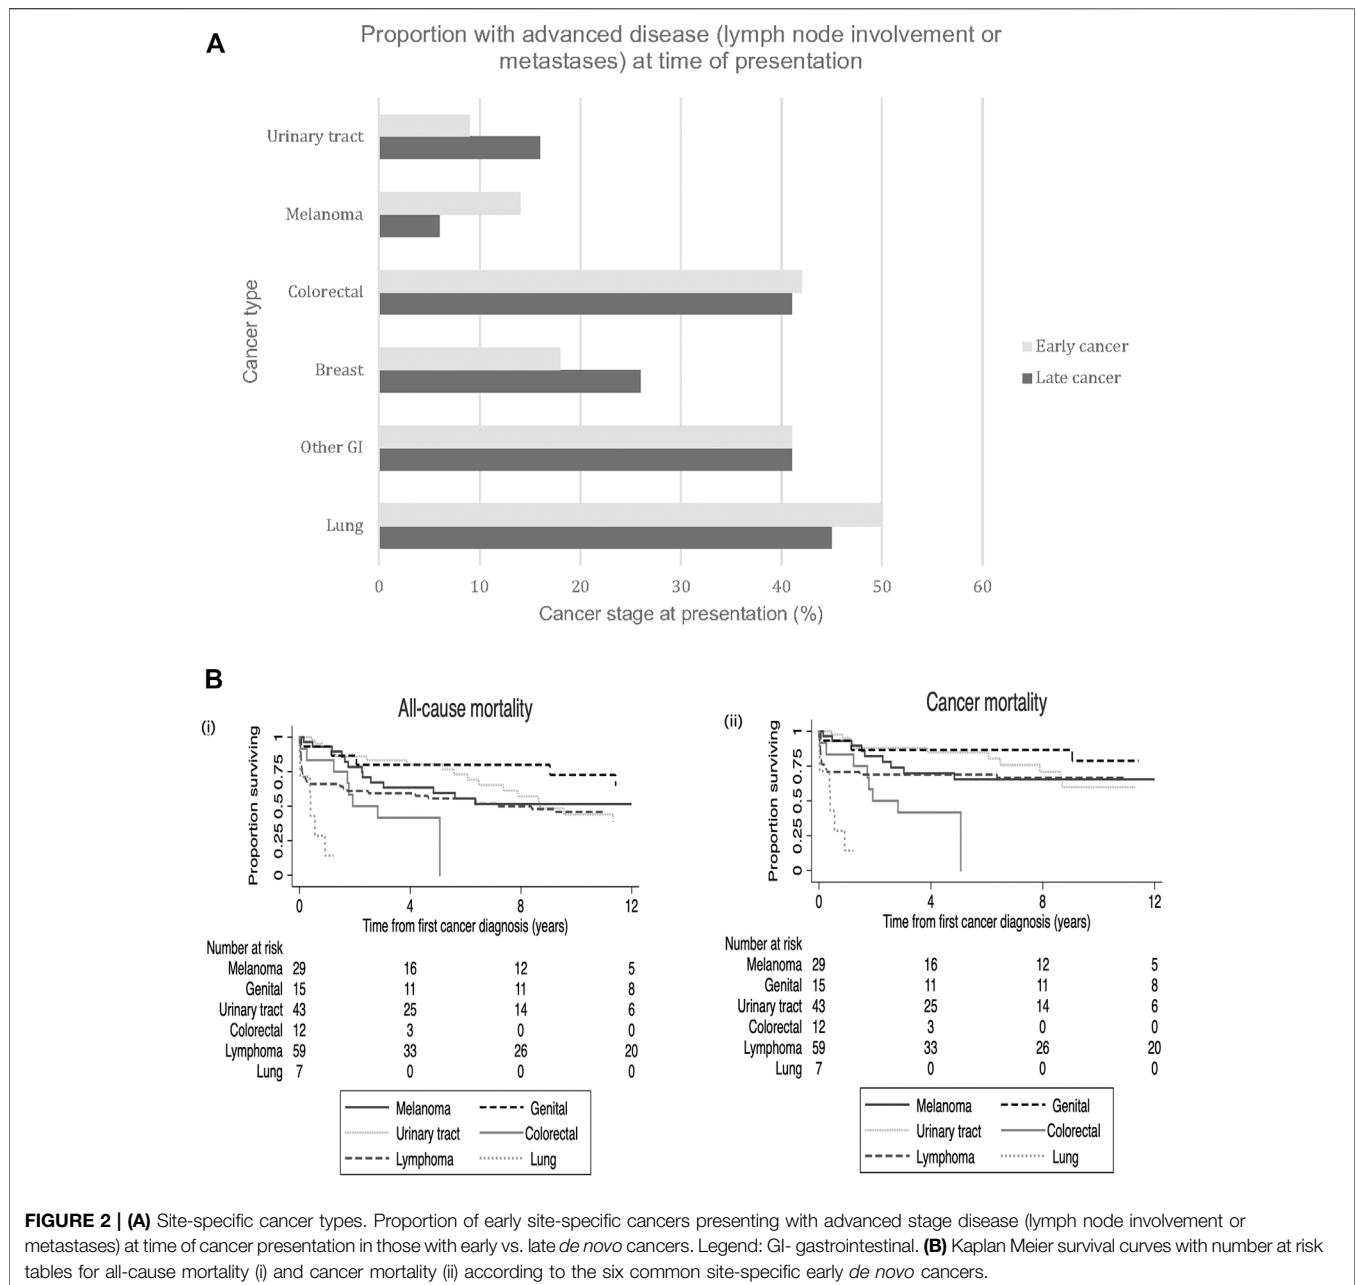 A
Proportion with advanced disease (lymph node involvement or
metastases) at time of presentation
Urinary tract
Melanoma
Colorectal
Breast
Other GI
Lung
Cancer type
0 10 20 30 40 50 60
Cancer stage at presentation (%)
Early cancer
Late cancer
B
(i)
All-cause mortality
Proportion surviving
1
0.75
0.5
0.25
0
0 4 8 12
Time from first cancer diagnosis (years)
Number at risk
Melanoma 29 16 12 5
Genital 15 11 11 8
Urinary tract 43 25 14 6
Colorectal 12 3 0 0
Lymphoma 59 33 26 20
Lung 7 0 0 0
Melanoma Genital
Urinary tract Colorectal
Lymphoma Lung
(ii)
Cancer mortality
Proportion surviving
1
0.75
0.5
0.25
0
0 4 8 12
Time from first cancer diagnosis (years)
Number at risk
Melanoma 29 16 12 5
Genital 15 11 11 8
Urinary tract 43 25 14 6
Colorectal 12 3 0 0
Lymphoma 59 33 26 20
Lung 7 0 0 0
Melanoma Genital
Urinary tract Colorectal
Lymphoma Lung
FIGURE 2 | (A) Site-specific cancer types. Proportion of early site-specific cancers presenting with advanced stage disease (lymph node involvement or
metastases) at time of cancer presentation in those with early vs. late de novo cancers. Legend: GI- gastrointestinal. (B) Kaplan Meier survival curves with number at risk
tables for all-cause mortality (i) and cancer mortality (ii) according to the six common site-specific early de novo cancers.